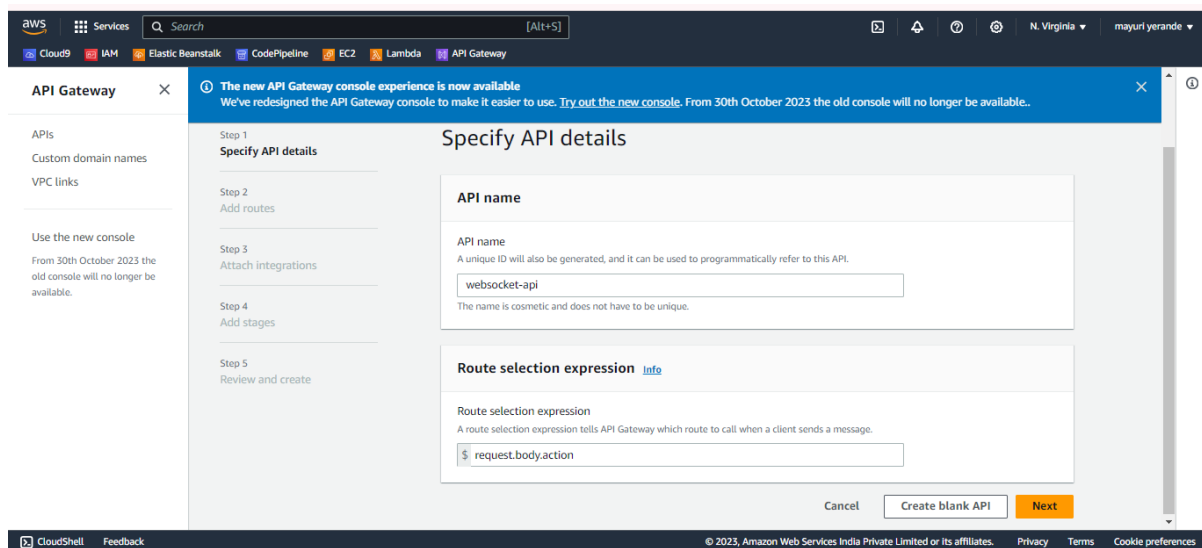 aws
Services
Search
[Alt+S]
N. Virginia
mayuri yerande
Cloud9
IAM
Elastic Beanstalk
CodePipeline
EC2
Lambda
API Gateway
API Gateway
APIs
Custom domain names
VPC links
Use the new console
From 30th October 2023 the
old console will no longer be
available.
The new API Gateway console experience is now available
We've redesigned the API Gateway console to make it easier to use. Try out the new console. From 30th October 2023 the old console will no longer be available..
Step 1
Specify API details
Step 2
Add routes
Step 3
Attach integrations
Step 4
Add stages
Step 5
Review and create
Specify API details
API name
API name
A unique ID will also be generated, and it can be used to programmatically refer to this API.
websocket-api
The name is cosmetic and does not have to be unique.
Route selection expression Info
Route selection expression
A route selection expression tells API Gateway which route to call when a client sends a message.
$ request.body.action
Cancel
Create blank API
Next
CloudShell
Feedback
© 2023, Amazon Web Services India Private Limited or its affiliates.
Privacy
Terms
Cookie preferences